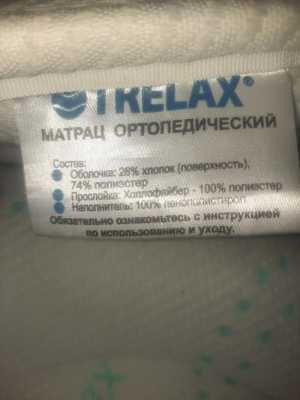 TRELAX®
МАТРАЦ ОРТОПЕДИЧЕСКИЙ
Состав:
Оболочка: 26% хлопок (поверхность),
74% полиэстер
Прослойка: Холлофайбер - 100% полиэстер
Наполнитель: 100% пенополистирол
Обязательно ознакомьтесь с инструкцией
по использованию и уходу.